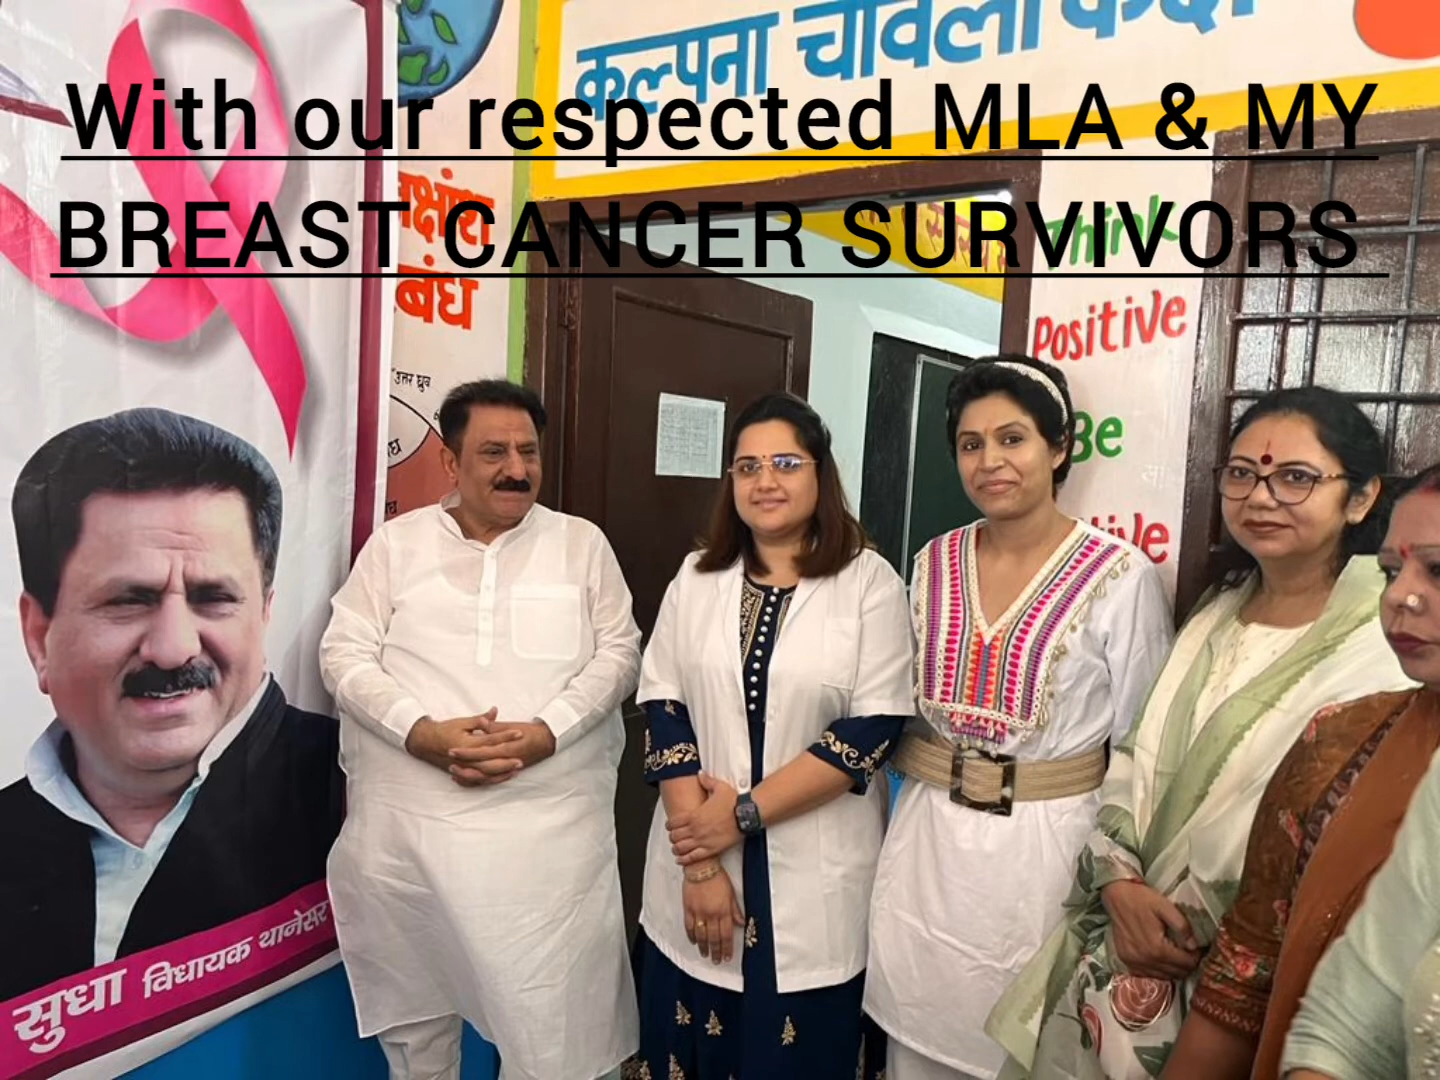 With our respected MLA & MY
BREAST CANCER SURVIVORS
कल्पना चावला
बंध
उत्तर ध्रुव
Think
Positive
Be
सुधा विधायक थानेसर